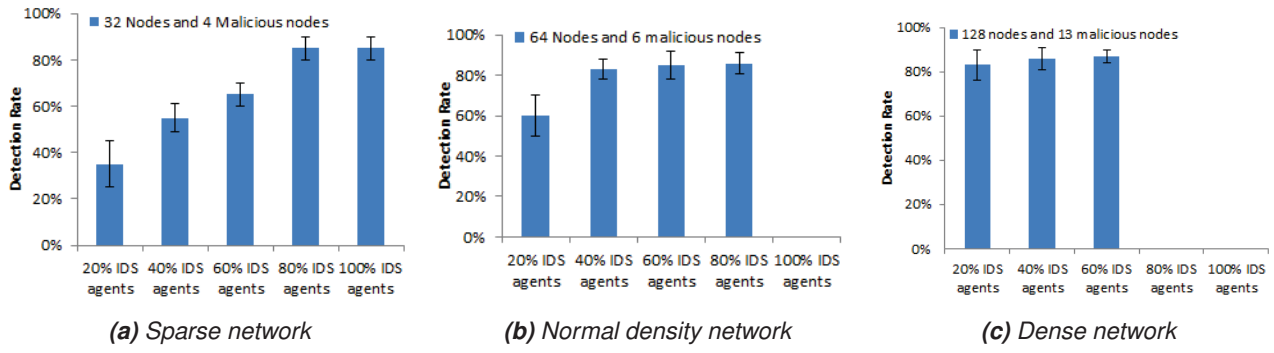 32 Nodes and 4 Malicious nodes
100%
80%
60%
40%
20%
0%
Detection Rate
20% IDS agents
40% IDS agents
60% IDS agents
80% IDS agents
100% IDS agents
(a) Sparse network
64 Nodes and 6 malicious nodes
100%
80%
60%
40%
20%
0%
Detection Rate
20% IDS agents
40% IDS agents
60% IDS agents
80% IDS agents
100% IDS agents
(b) Normal density network
128 nodes and 13 malicious nodes
100%
80%
60%
40%
20%
0%
Detection Rate
20% IDS agents
40% IDS agents
60% IDS agents
80% IDS agents
100% IDS agents
(c) Dense network